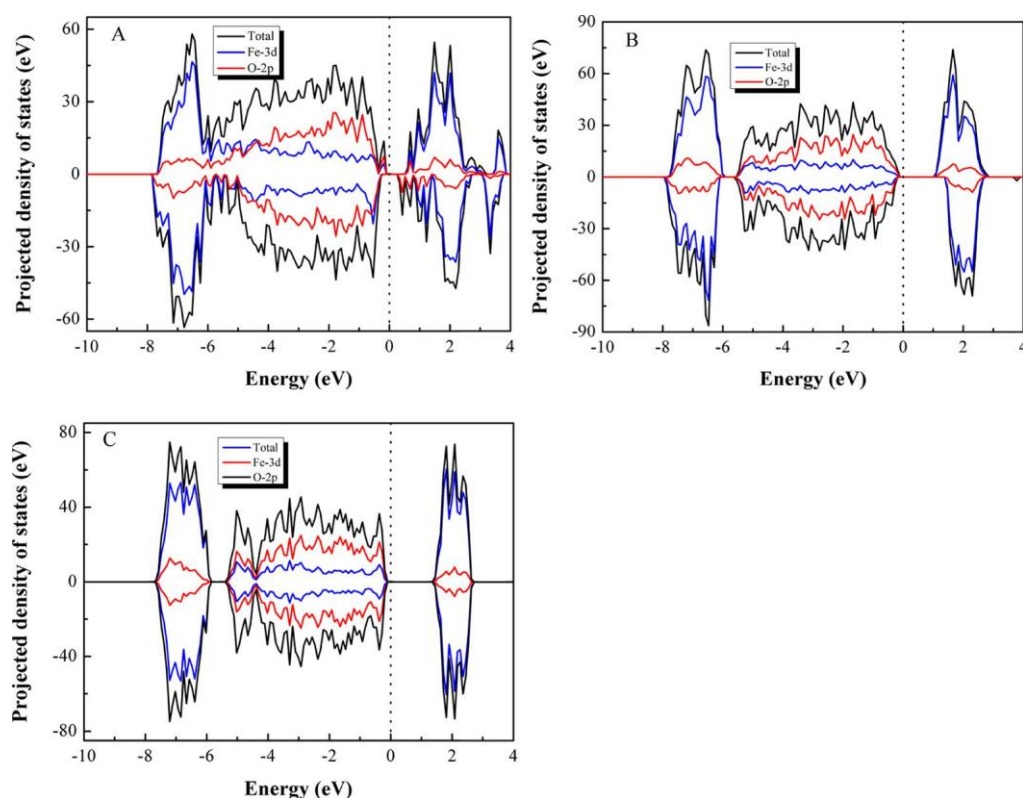 A
Total
Fe-3d
O-2p
60
30
0
-30
-60
Projected density of states (eV)
-10 -8 -6 -4 -2 0 2 4
Energy (eV)
B
Total
Fe-3d
O-2p
90
60
30
0
-30
-60
-90
Projected density of states (eV)
-10 -8 -6 -4 -2 0 2 4
Energy (eV)
C
Total
Fe-3d
O-2p
80
40
0
-40
-80
Projected density of states (eV)
-10 -8 -6 -4 -2 0 2 4
Energy (eV)